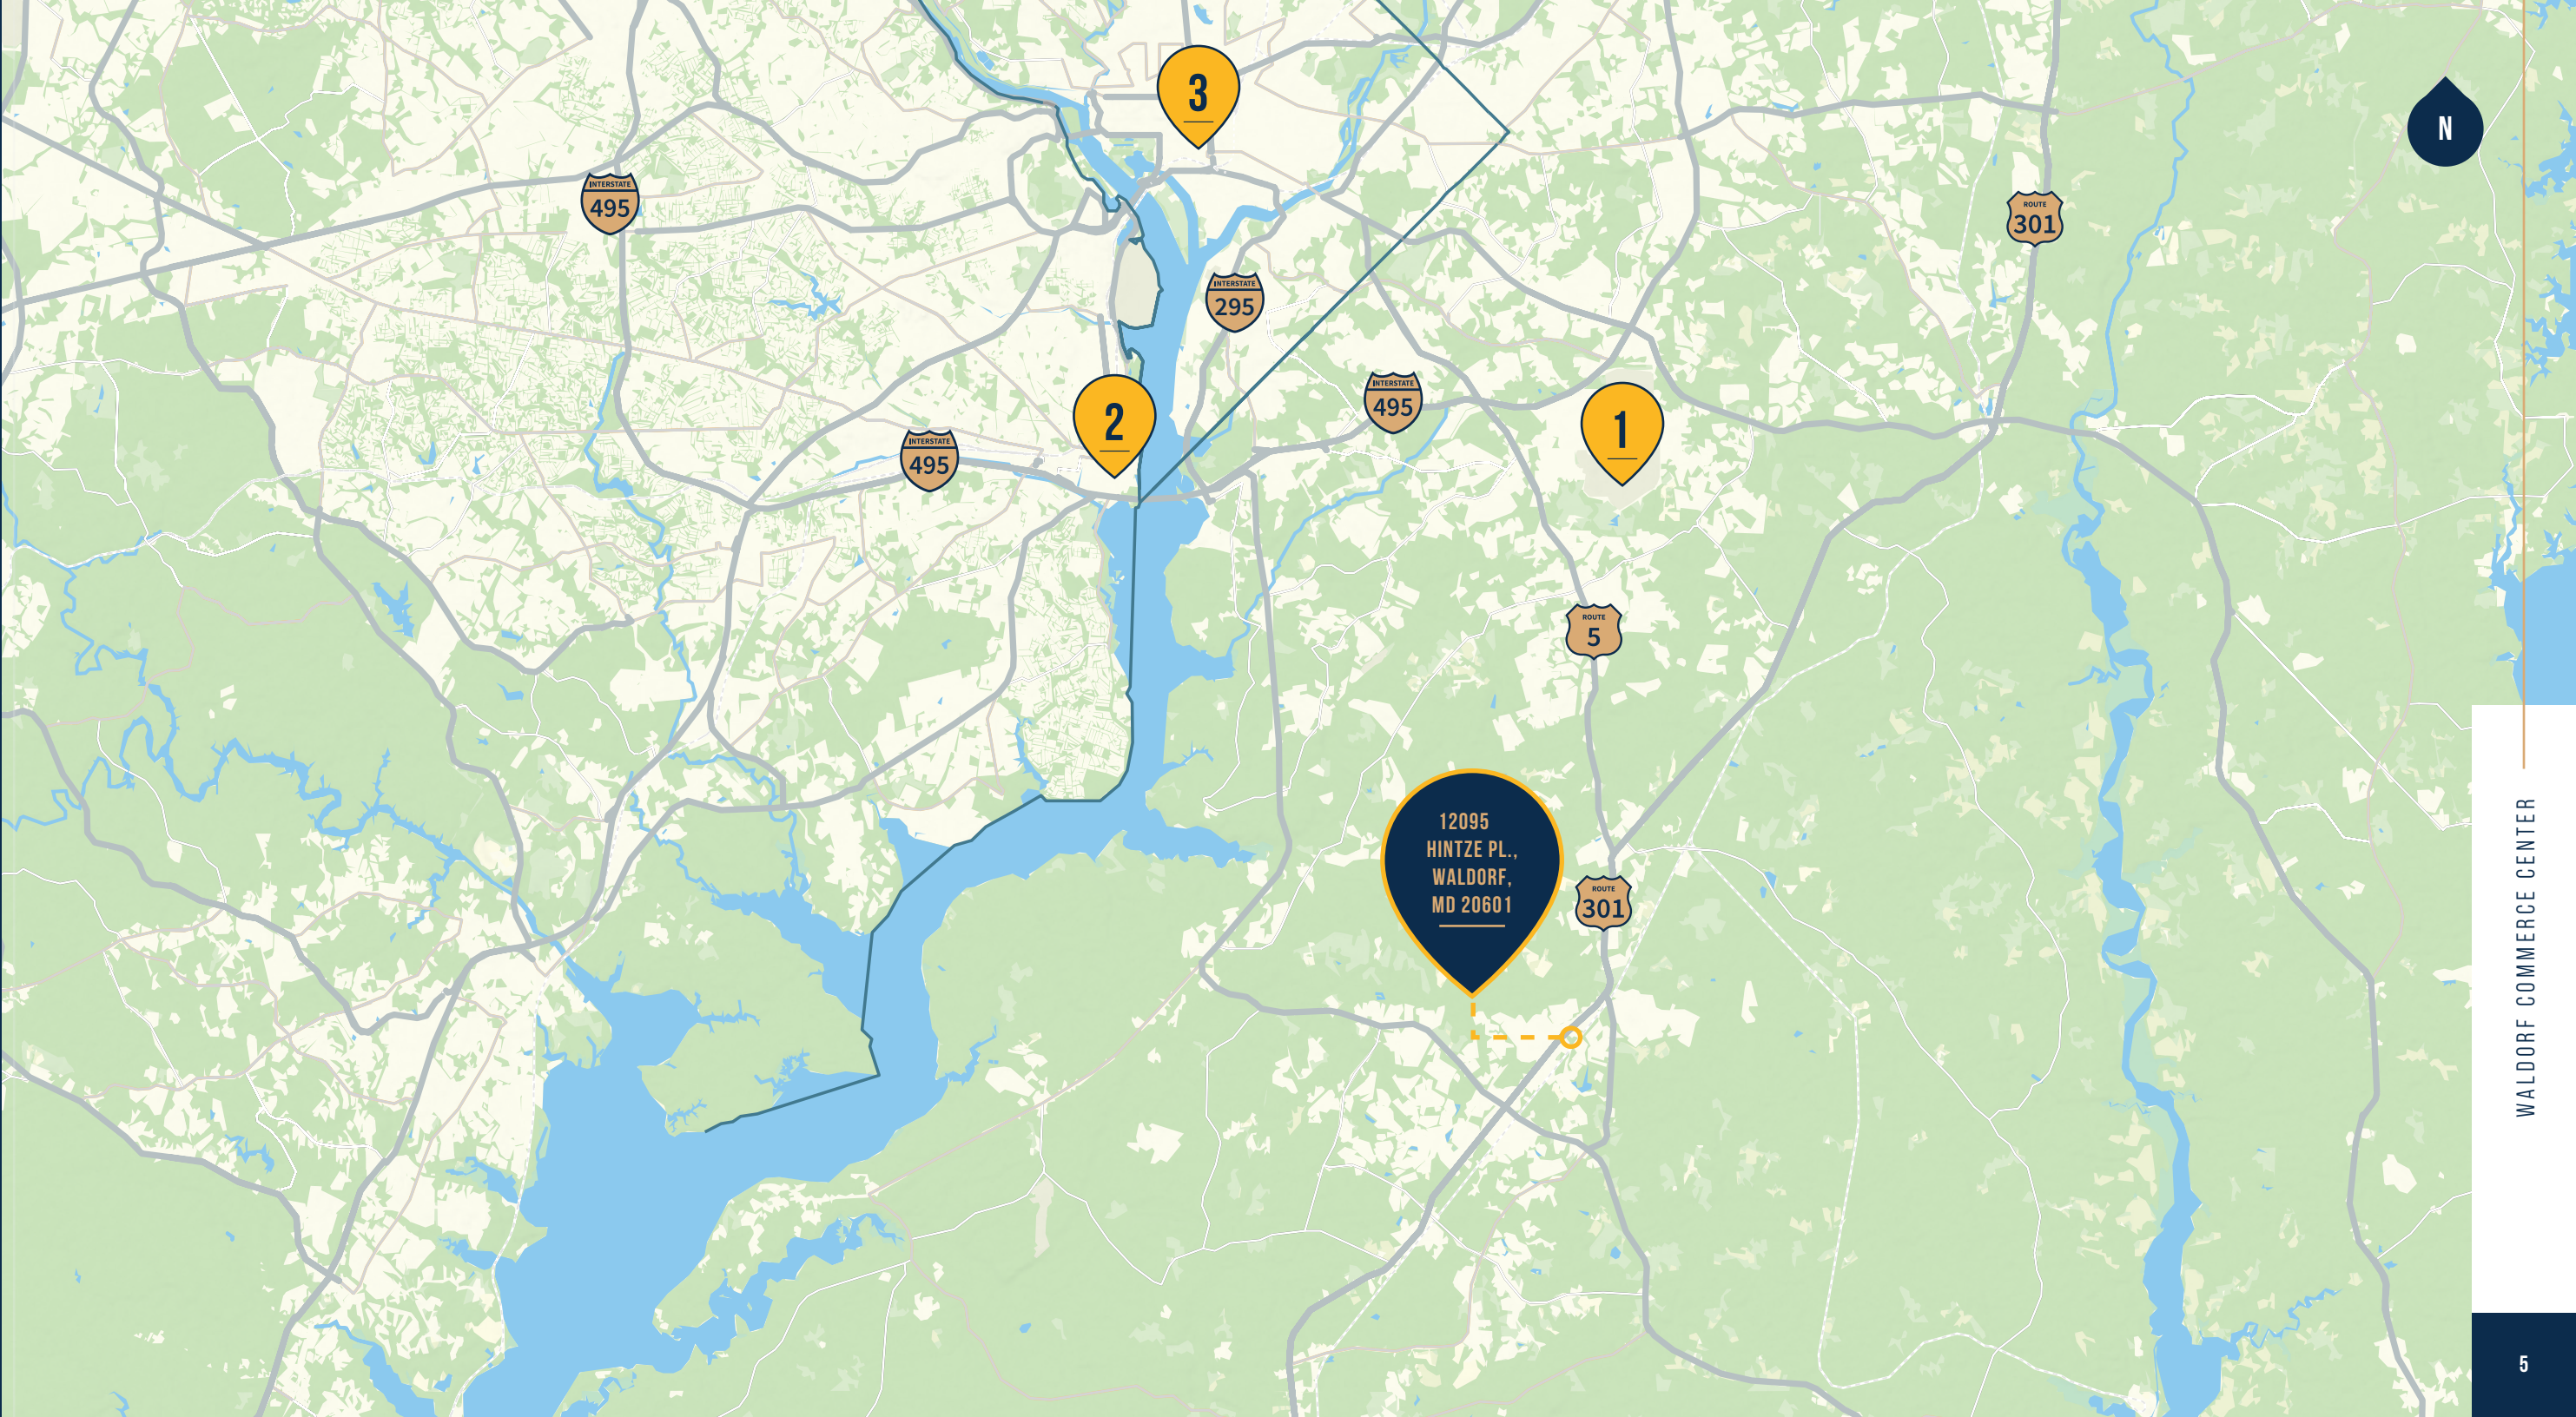 3
N
INTERSTATE
495
ROUTE
301
INTERSTATE
295
INTERSTATE
495
2
1
INTERSTATE
495
ROUTE
5
12095
HINTZE PL.,
WALDORF,
MD 20601
ROUTE
301
WALDORF COMMERCE CENTER
5